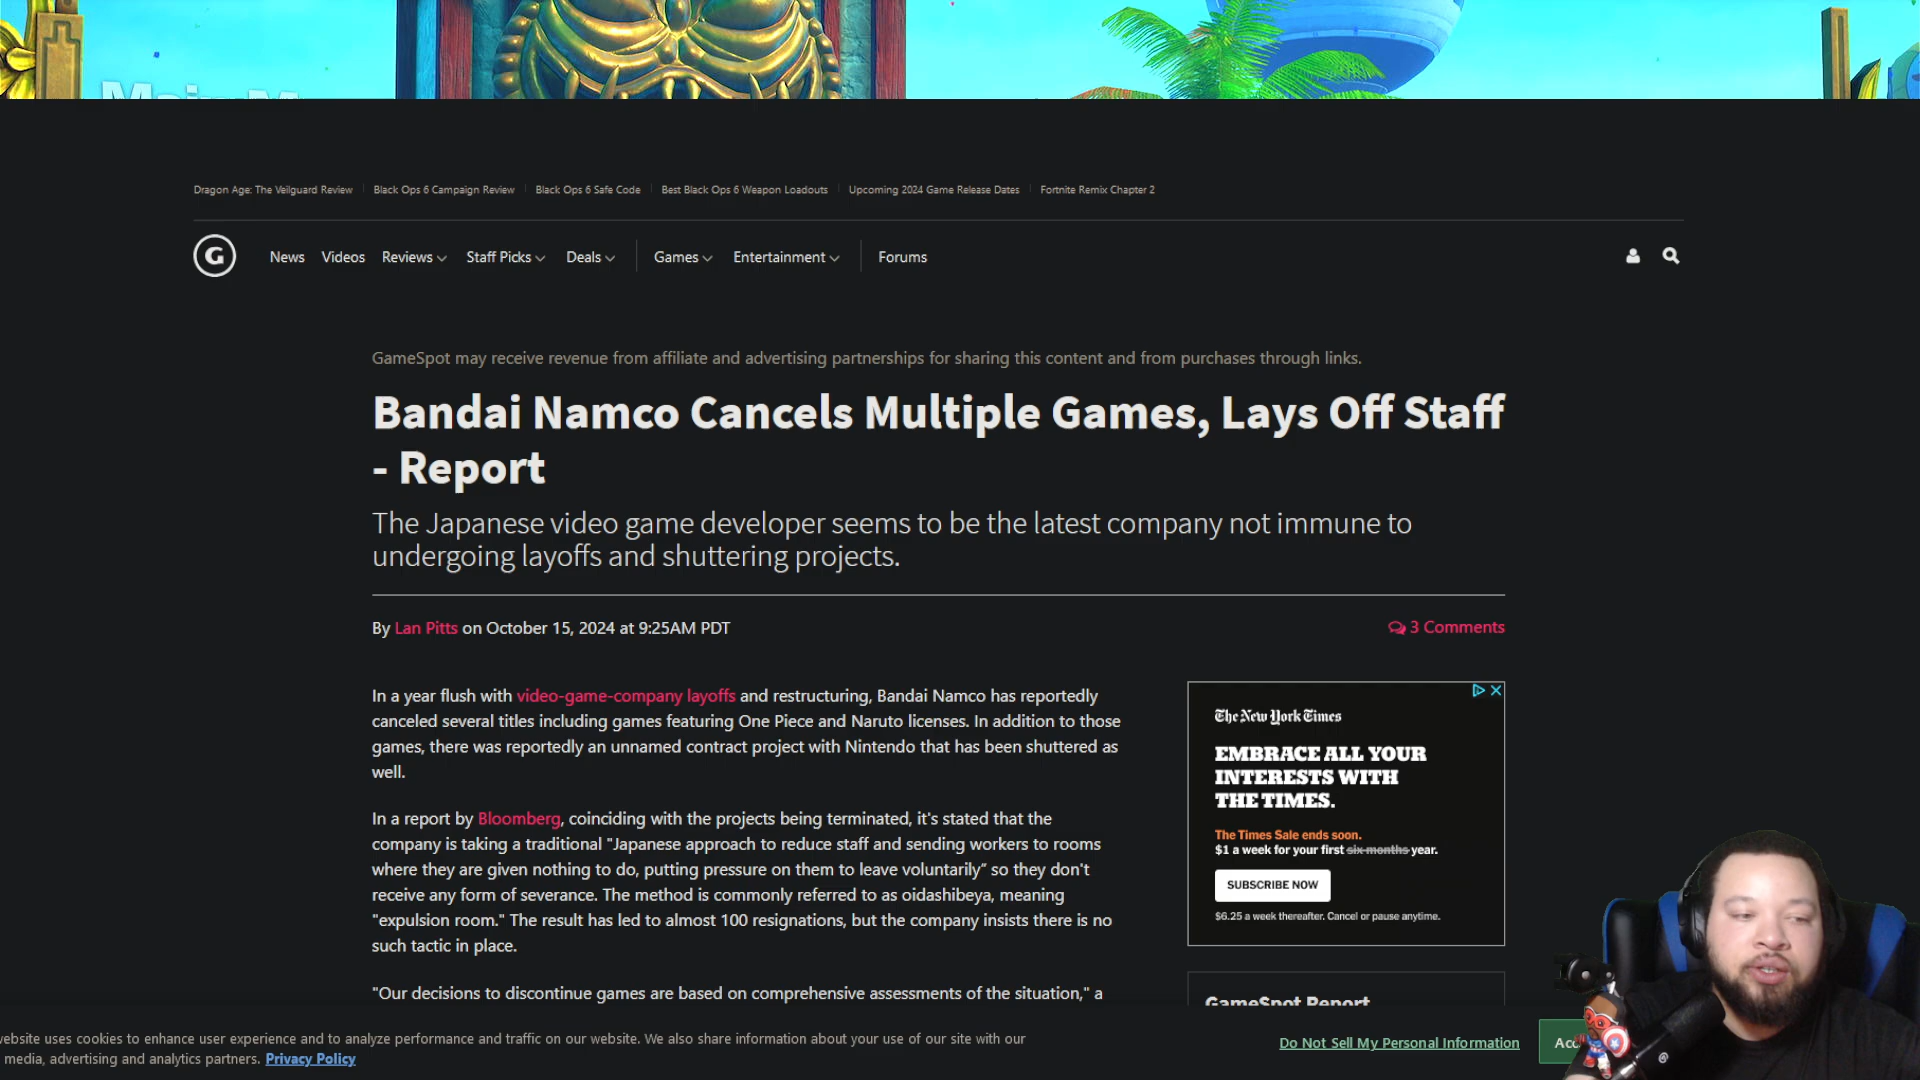 Dragon Age: The Veilguard Review
Black Ops 6 Campaign Review
Black Ops 6 Safe Code
Best Black Ops 6 Weapon Loadouts
Upcoming 2024 Game Release Dates
Fortnite Remix Chapter 2
G
News
Videos
Reviews
Staff Picks
Deals
Games
Entertainment
Forums
GameSpot may receive revenue from affiliate and advertising partnerships for sharing this content and from purchases through links.
Bandai Namco Cancels Multiple Games, Lays Off Staff
- Report
The Japanese video game developer seems to be the latest company not immune to
undergoing layoffs and shuttering projects.
By Lan Pitts on October 15, 2024 at 9:25AM PDT
3 Comments
In a year flush with video-game-company layoffs and restructuring, Bandai Namco has reportedly
canceled several titles including games featuring One Piece and Naruto licenses. In addition to those
games, there was reportedly an unnamed contract project with Nintendo that has been shuttered as
well.
In a report by Bloomberg, coinciding with the projects being terminated, it's stated that the
company is taking a traditional "Japanese approach to reduce staff and sending workers to rooms
where they are given nothing to do, putting pressure on them to leave voluntarily” so they don't
receive any form of severance. The method is commonly referred to as oidashibeya, meaning
"expulsion room." The result has led to almost 100 resignations, but the company insists there is no
such tactic in place.
"Our decisions to discontinue games are based on comprehensive assessments of the situation," a
The New York Times
EMBRACE ALL YOUR
INTERESTS WITH
THE TIMES.
The Times Sale ends soon.
$1 a week for your first six months year.
SUBSCRIBE NOW
$6.25 a week thereafter. Cancel or pause anytime.
GameSpot Report
website uses cookies to enhance user experience and to analyze performance and traffic on our website. We also share information about your use of our site with our
media, advertising and analytics partners. Privacy Policy
Do Not Sell My Personal Information